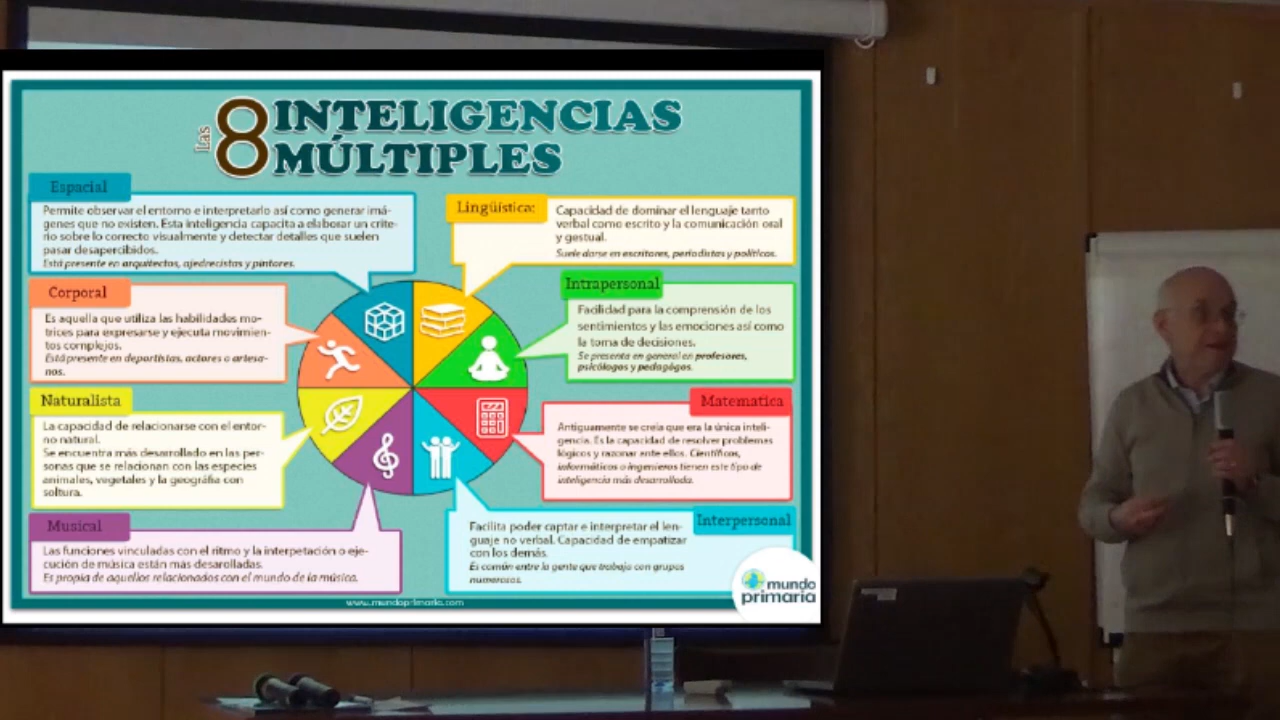 Las
8 INTELIGENCIAS
MÚLTIPLES
Espacial
Permite observar el entorno e interpretarlo así como generar imá-
genes que no existen. Esta inteligencia capacita a elaborar un crite-
rio sobre lo correcto visualmente y detectar detalles que suelen
pasar desapercibidos.
Está presente en arquitectos, ajedrecistas y pintores.
Lingüística:
Capacidad de dominar el lenguaje tanto
verbal como escrito y la comunicación oral
y gestual.
Suele darse en escritores, periodistas y políticos.
Corporal
Es aquella que utiliza las habilidades mo-
trices para expresarse y ejecuta movimien-
tos complejos.
Está presente en deportistas, actores o artesa-
nos.
Intrapersonal
Facilidad para la comprensión de los
sentimientos y las emociones así como
la toma de decisiones.
Se presenta en general en profesores,
psicólogos y pedagógos.
Naturalista
La capacidad de relacionarse con el entor-
no natural.
Se encuentra más desarrollado en las per-
sonas que se relacionan con las especies
animales, vegetales y la geográfia con
soltura.
Matematica
Antiguamente se creía que era la única inteli-
gencia. Es la capacidad de resolver problemas
lógicos y razonar ante ellos. Científicos,
informáticos o ingenieros tienen este tipo de
inteligencia más desarrollada.
Musical
Las funciones vinculadas con el ritmo y la interpetación o eje-
cución de música están más desarolladas.
Es propia de aquellos relacionados con el mundo de la música.
Interpersonal
Facilita poder captar e interpretar el len-
guaje no verbal. Capacidad de empatizar
con los demás.
Es común entre la gente que trabaja con grupos
numerosos.
www.mundoprimaria.com
mundo
primaria